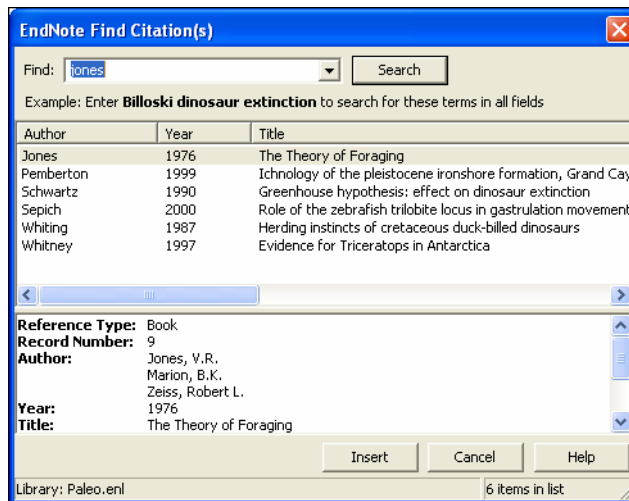 EndNote Find Citation(s)
Find: jones Search
Example: Enter Billoski dinosaur extinction to search for these terms in all fields
Author Year Title
Jones 1976 The Theory of Foraging
Pemberton 1999 Ichnology of the pleistocene ironshore formation, Grand Cay
Schwartz 1990 Greenhouse hypothesis: effect on dinosaur extinction
Sepich 2000 Role of the zebrafish trilobite locus in gastrulation movement
Whiting 1987 Herding instincts of cretaceous duck-billed dinosaurs
Whitney 1997 Evidence for Triceratops in Antarctica
Reference Type: Book
Record Number: 9
Author: Jones, V.R.
Marion, B.K.
Zeiss, Robert L.
Year: 1976
Title: The Theory of Foraging
Insert Cancel Help
Library: Paleo.enl 6 items in list